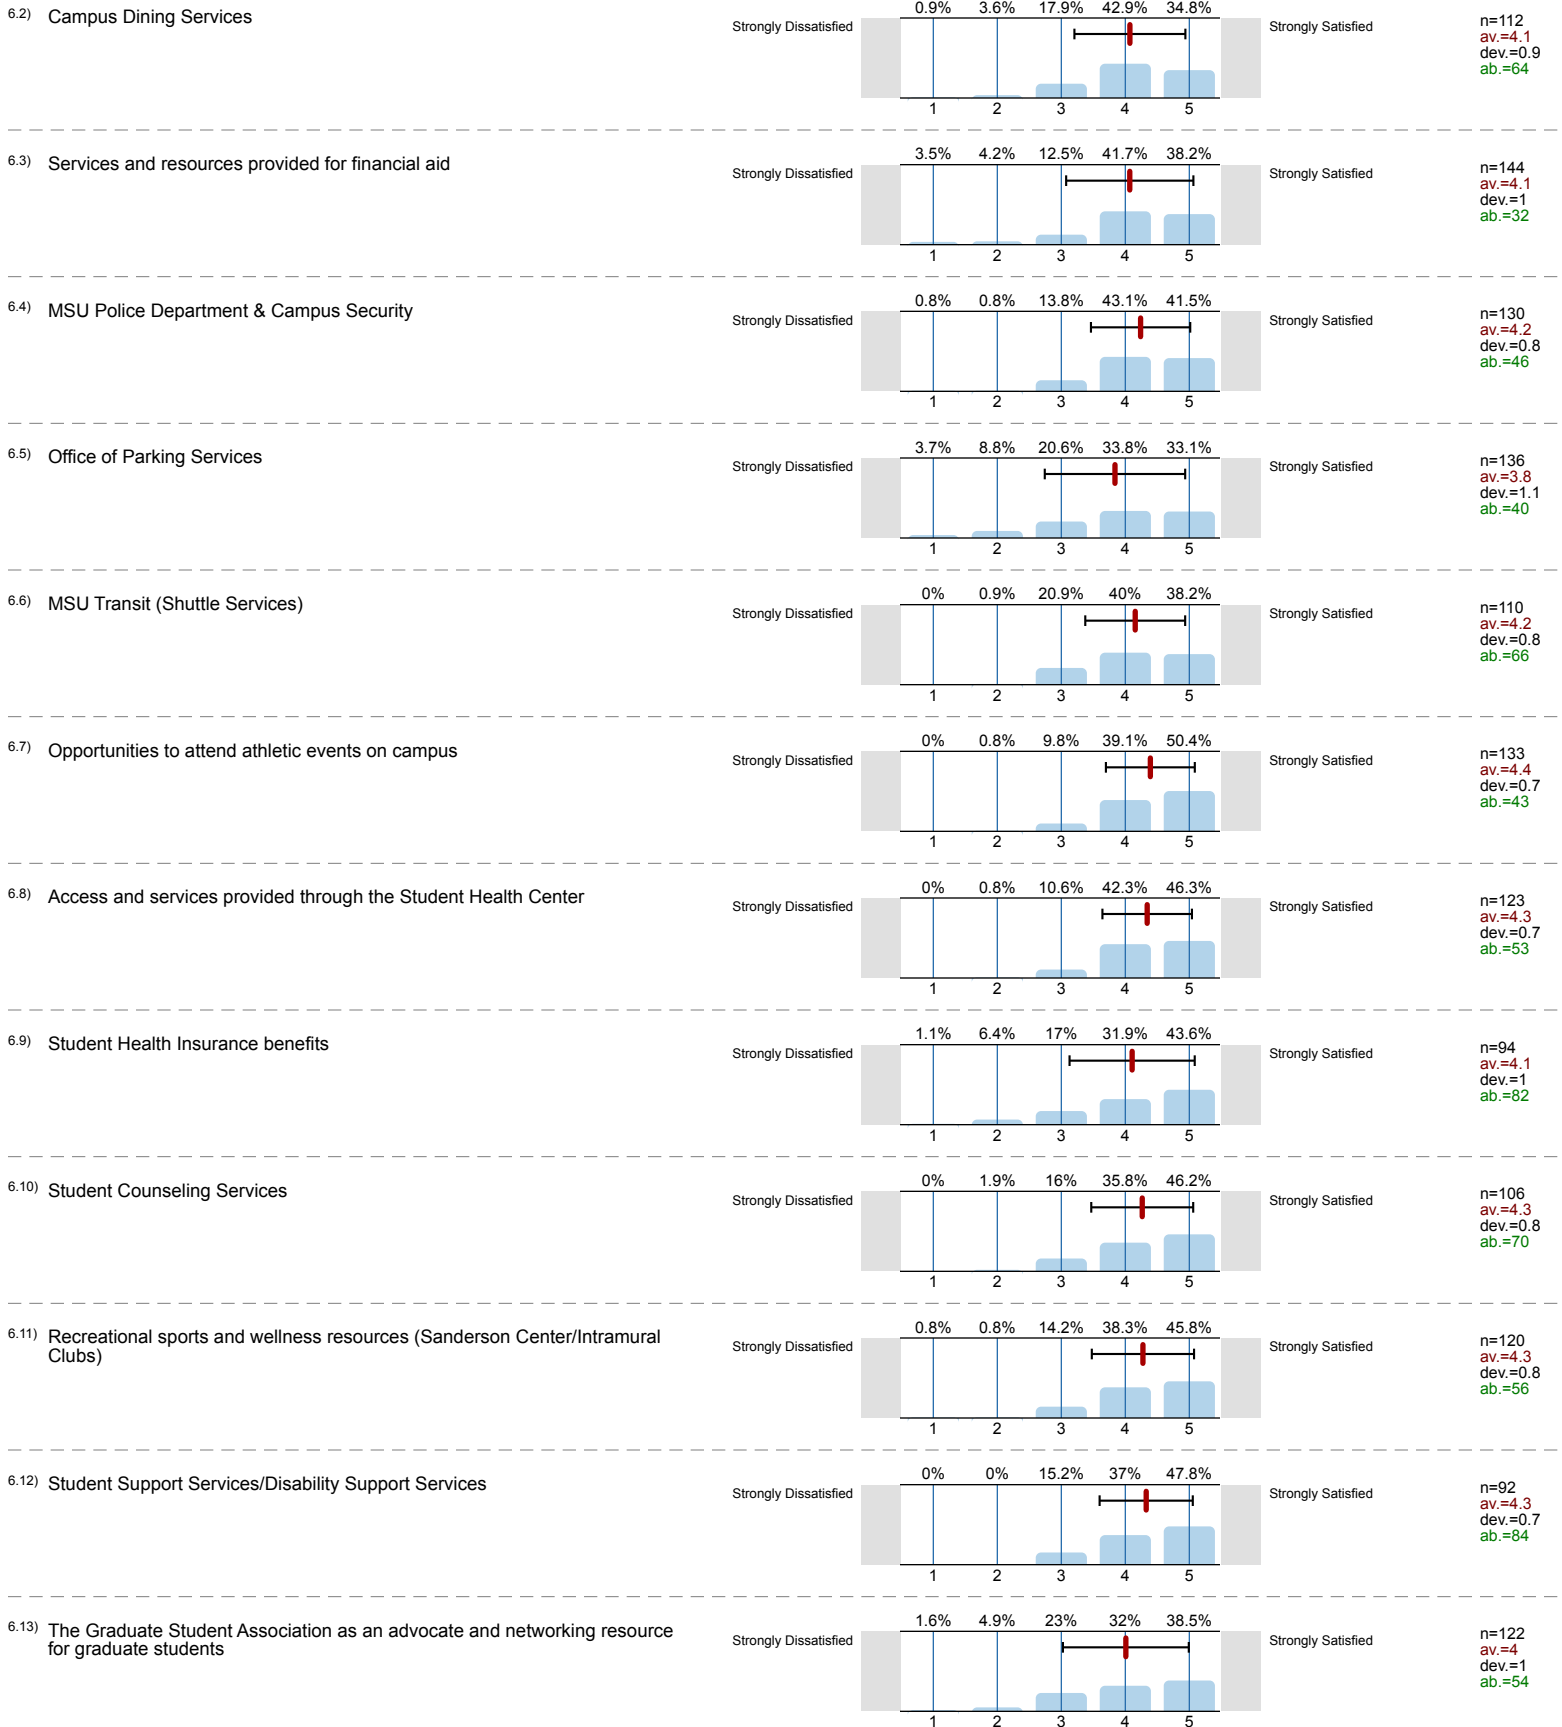 6.2) Campus Dining Services
Strongly Dissatisfied
0.9% 3.6% 17.9% 42.9% 34.8%
1 2 3 4 5
Strongly Satisfied
n=112
av.=4.1
dev.=0.9
ab.=64
6.3) Services and resources provided for financial aid
Strongly Dissatisfied
3.5% 4.2% 12.5% 41.7% 38.2%
1 2 3 4 5
Strongly Satisfied
n=144
av.=4.1
dev.=1
ab.=32
6.4) MSU Police Department & Campus Security
Strongly Dissatisfied
0.8% 0.8% 13.8% 43.1% 41.5%
1 2 3 4 5
Strongly Satisfied
n=130
av.=4.2
dev.=0.8
ab.=46
6.5) Office of Parking Services
Strongly Dissatisfied
3.7% 8.8% 20.6% 33.8% 33.1%
1 2 3 4 5
Strongly Satisfied
n=136
av.=3.8
dev.=1.1
ab.=40
6.6) MSU Transit (Shuttle Services)
Strongly Dissatisfied
0% 0.9% 20.9% 40% 38.2%
1 2 3 4 5
Strongly Satisfied
n=110
av.=4.2
dev.=0.8
ab.=66
6.7) Opportunities to attend athletic events on campus
Strongly Dissatisfied
0% 0.8% 9.8% 39.1% 50.4%
1 2 3 4 5
Strongly Satisfied
n=133
av.=4.4
dev.=0.7
ab.=43
6.8) Access and services provided through the Student Health Center
Strongly Dissatisfied
0% 0.8% 10.6% 42.3% 46.3%
1 2 3 4 5
Strongly Satisfied
n=123
av.=4.3
dev.=0.7
ab.=53
6.9) Student Health Insurance benefits
Strongly Dissatisfied
1.1% 6.4% 17% 31.9% 43.6%
1 2 3 4 5
Strongly Satisfied
n=94
av.=4.1
dev.=1
ab.=82
6.10) Student Counseling Services
Strongly Dissatisfied
0% 1.9% 16% 35.8% 46.2%
1 2 3 4 5
Strongly Satisfied
n=106
av.=4.3
dev.=0.8
ab.=70
6.11) Recreational sports and wellness resources (Sanderson Center/Intramural
Clubs)
Strongly Dissatisfied
0.8% 0.8% 14.2% 38.3% 45.8%
1 2 3 4 5
Strongly Satisfied
n=120
av.=4.3
dev.=0.8
ab.=56
6.12) Student Support Services/Disability Support Services
Strongly Dissatisfied
0% 0% 15.2% 37% 47.8%
1 2 3 4 5
Strongly Satisfied
n=92
av.=4.3
dev.=0.7
ab.=84
6.13) The Graduate Student Association as an advocate and networking resource
for graduate students
Strongly Dissatisfied
1.6% 4.9% 23% 32% 38.5%
1 2 3 4 5
Strongly Satisfied
n=122
av.=4
dev.=1
ab.=54